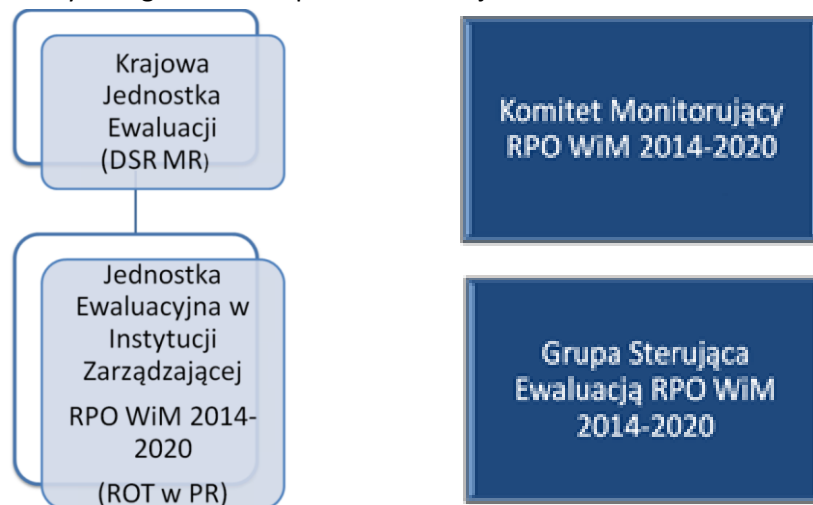 Krajowa
Jednostka
Ewaluacji
(DSR MR)
Jednostka
Ewaluacyjna w
Instytucji
Zarządzającej
RPO WiM 2014-
2020
(ROT w PR)
Komitet Monitorujący
RPO WiM 2014-2020
Grupa Sterująca
Ewaluacją RPO WiM
2014-2020